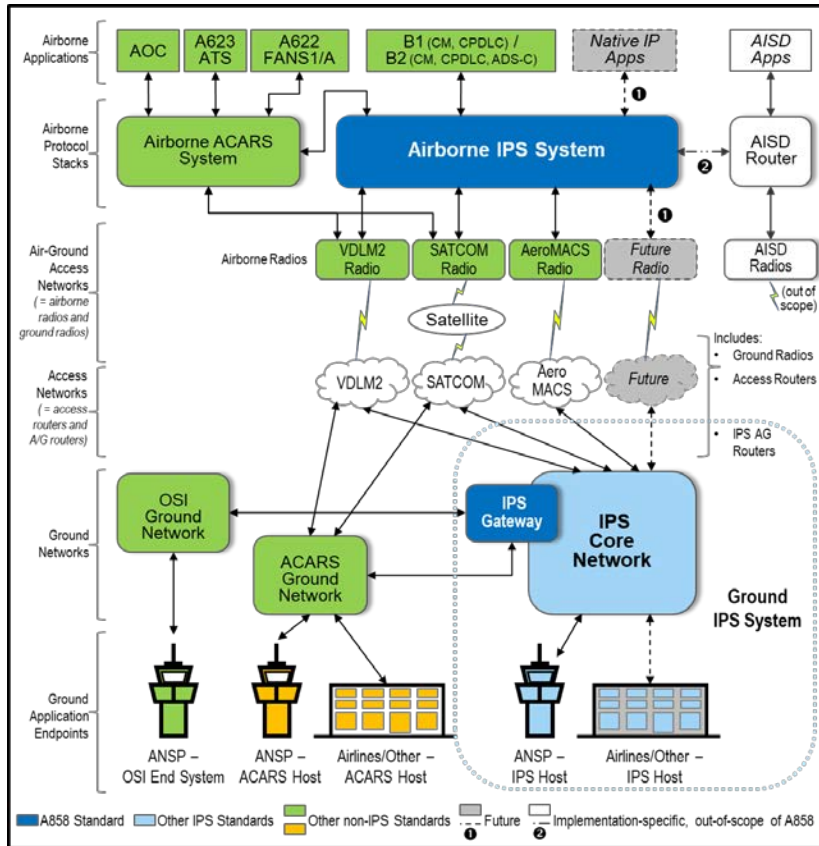 Airborne
Applications
AOC
A623
ATS
A622
FANS1/A
B1 (CM, CPDLC) /
B2 (CM, CPDLC, ADS-C)
Native IP
Apps
AISD
Apps
❶
Airborne
Protocol
Stacks
Airborne ACARS
System
Airborne IPS System
❷
AISD
Router
❶
Air-Ground
Access
Networks
( = airborne
radios and
ground radios)
Airborne Radios
VDLM2
Radio
SATCOM
Radio
AeroMACS
Radio
Future
Radio
AISD
Radios
(out of
scope)
Satellite
Access
Networks
( = access
routers and
A/G routers)
VDLM2
SATCOM
Aero
MACS
Future
Includes:
• Ground Radios
• Access Routers
• IPS AG
Routers
Ground
Networks
OSI
Ground
Network
ACARS
Ground
Network
IPS
Gateway
IPS
Core
Network
Ground
IPS System
Ground
Application
Endpoints
ANSP –
OSI End System
ANSP –
ACARS Host
Airlines/Other –
ACARS Host
ANSP –
IPS Host
Airlines/Other –
IPS Host
A858 Standard
Other IPS Standards
Other non-IPS Standards
Future
❶
Implementation-specific, out-of-scope of A858
❷